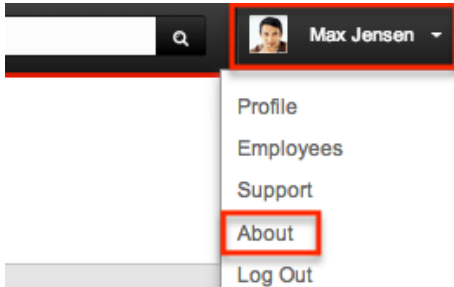 Max Jensen
Profile
Employees
Support
About
Log Out